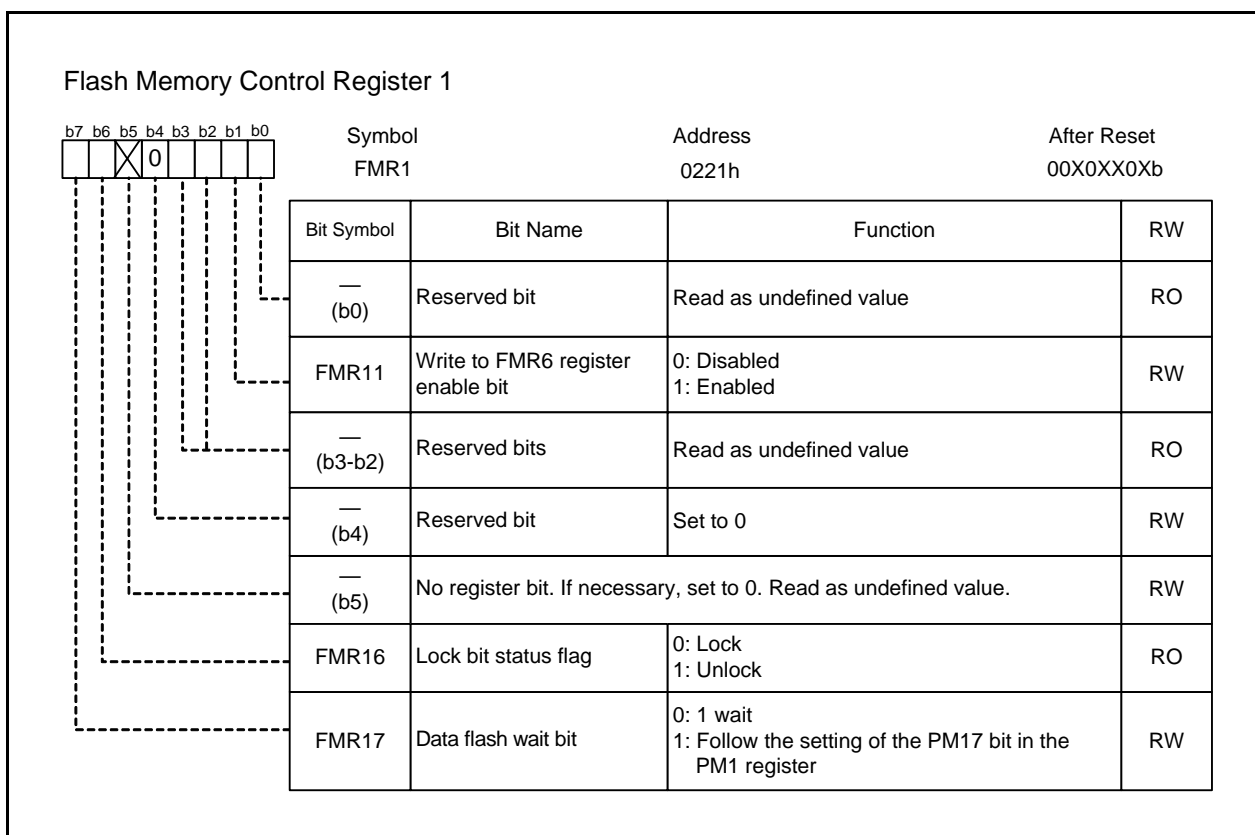 Flash Memory Control Register 1
b7 b6 b5 b4 b3 b2 b1 b0
0
Symbol Address After Reset
FMR1 0221h 00X0XX0Xb
Bit Symbol Bit Name Function RW
—
(b0)
Reserved bit
Read as undefined value
RO
FMR11
Write to FMR6 register
enable bit
0: Disabled
1: Enabled
RW
—
(b3-b2)
Reserved bits
Read as undefined value
RO
—
(b4)
Reserved bit
Set to 0
RW
—
(b5)
No register bit. If necessary, set to 0. Read as undefined value.
RW
FMR16
Lock bit status flag
0: Lock
1: Unlock
RO
FMR17
Data flash wait bit
0: 1 wait
1: Follow the setting of the PM17 bit in the
PM1 register
RW